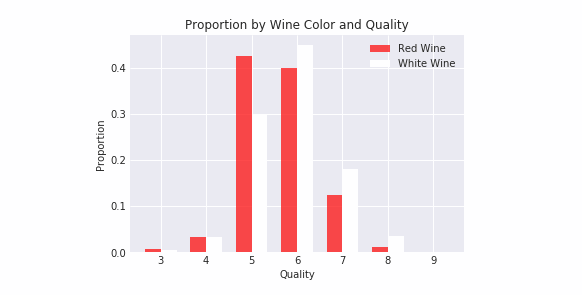 Proportion by Wine Color and Quality
Red Wine
White Wine
0.4
0.3
0.2
0.1
0.0
Proportion
3 4 5 6 7 8 9
Quality